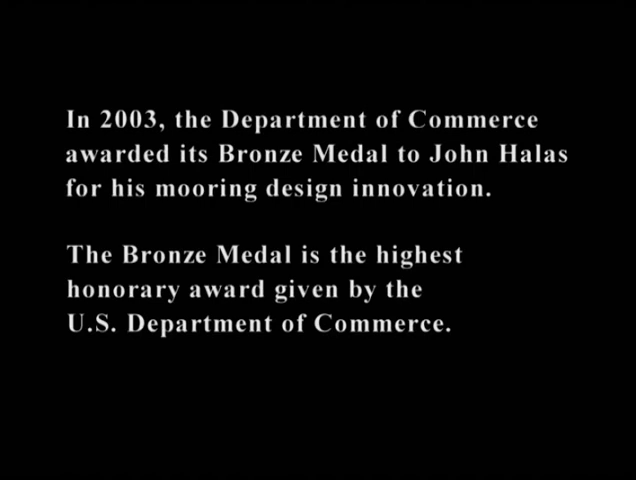 In 2003, the Department of Commerce
awarded its Bronze Medal to John Halas
for his mooring design innovation.
The Bronze Medal is the highest
honorary award given by the
U.S. Department of Commerce.